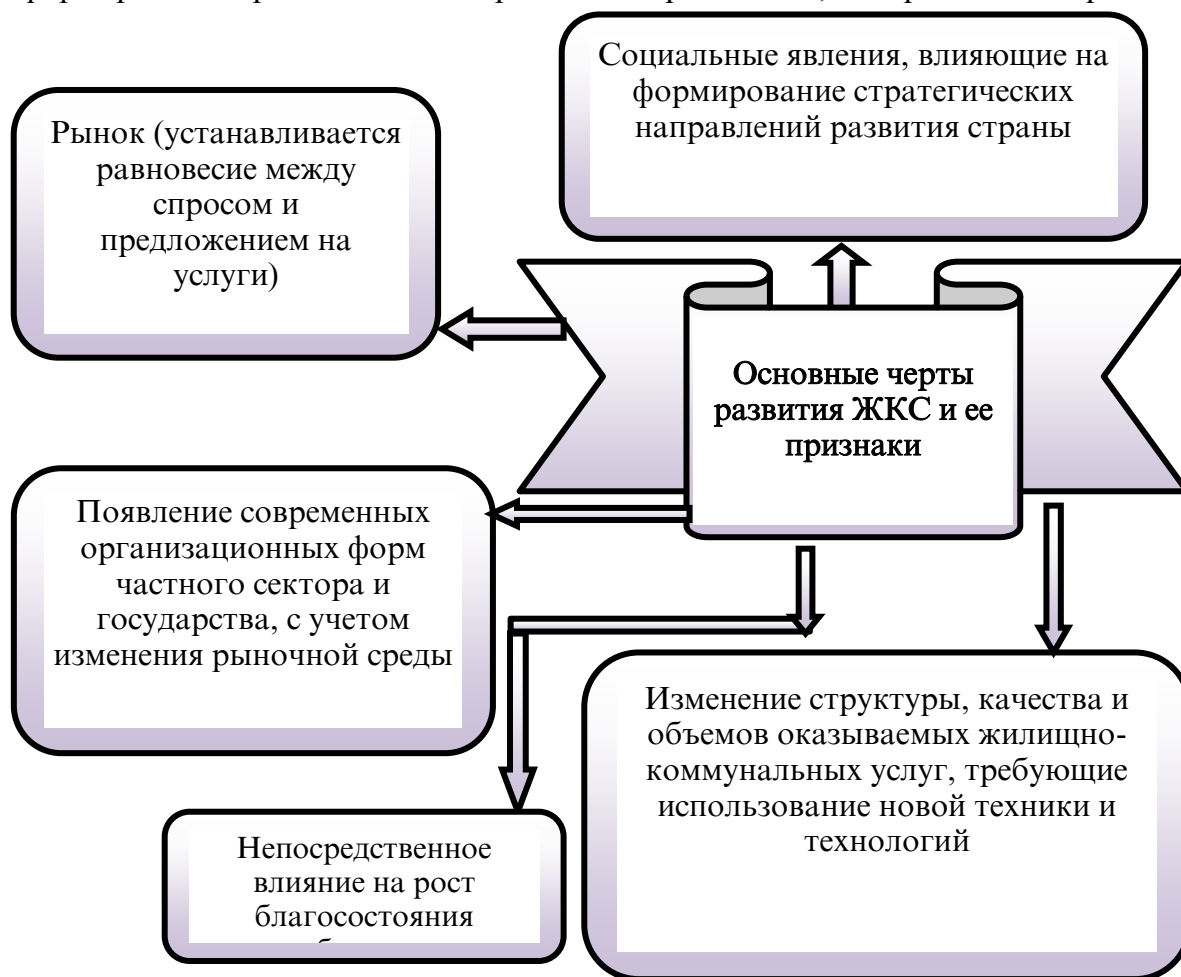 Социальные явления, влияющие на
формирование стратегических
направлений развития страны
Рынок (устанавливается
равновесие между
спросом и
предложением на
услуги)
Основные черты
развития ЖКС и ее
признаки
Появление современных
организационных форм
частного сектора и
государства, с учетом
изменения рыночной среды
Изменение структуры, качества и
объемов оказываемых жилищно-
коммунальных услуг, требующие
использование новой техники и
технологий
Непосредственное
влияние на рост
благосостояния